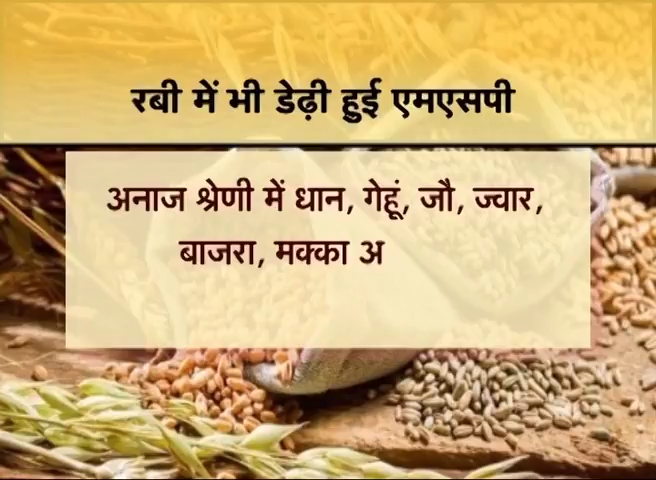 रबी में भी डेढ़ी हुई एमएसपी
अनाज श्रेणी में धान, गेहूं, जौ, ज्वार,
बाजरा, मक्का अ